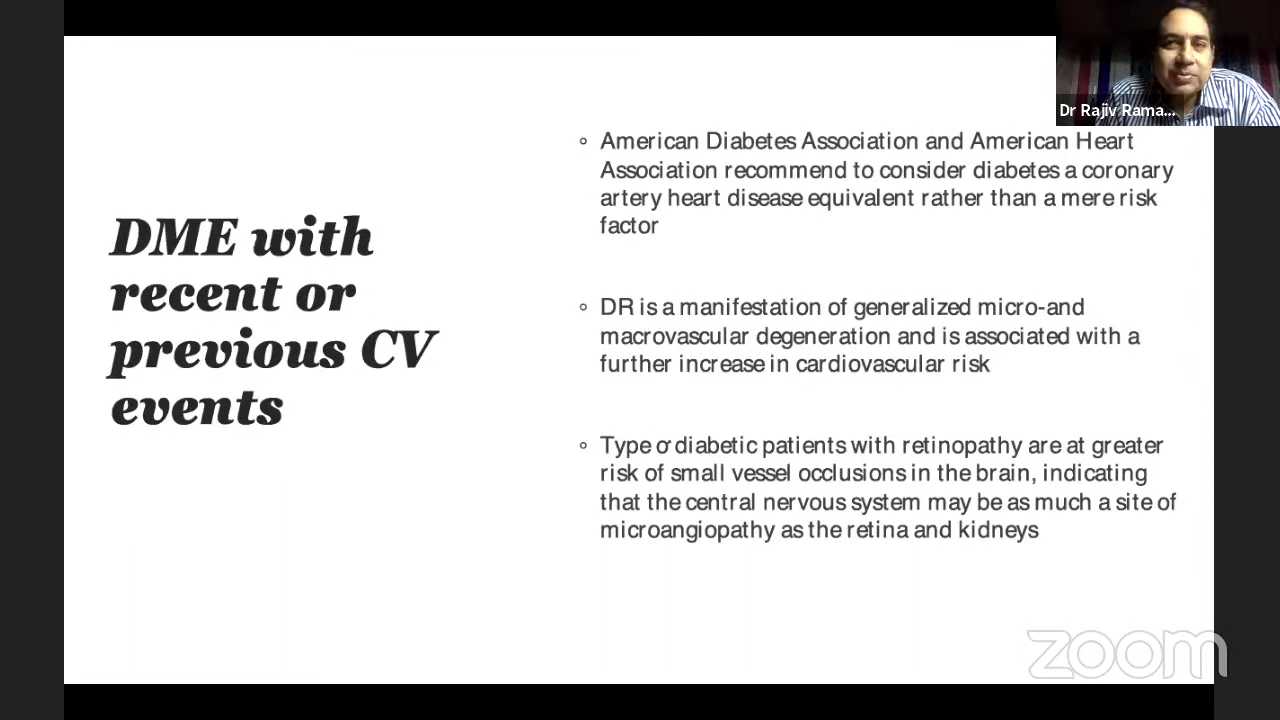 Dr Rajiv Rama...
DME with
recent or
previous CV
events
◦ American Diabetes Association and American Heart
Association recommend to consider diabetes a coronary
artery heart disease equivalent rather than a mere risk
factor
◦ DR is a manifestation of generalized micro-and
macrovascular degeneration and is associated with a
further increase in cardiovascular risk
◦ Type diabetic patients with retinopathy are at greater
risk of small vessel occlusions in the brain, indicating
that the central nervous system may be as much a site of
microangiopathy as the retina and kidneys
zoom